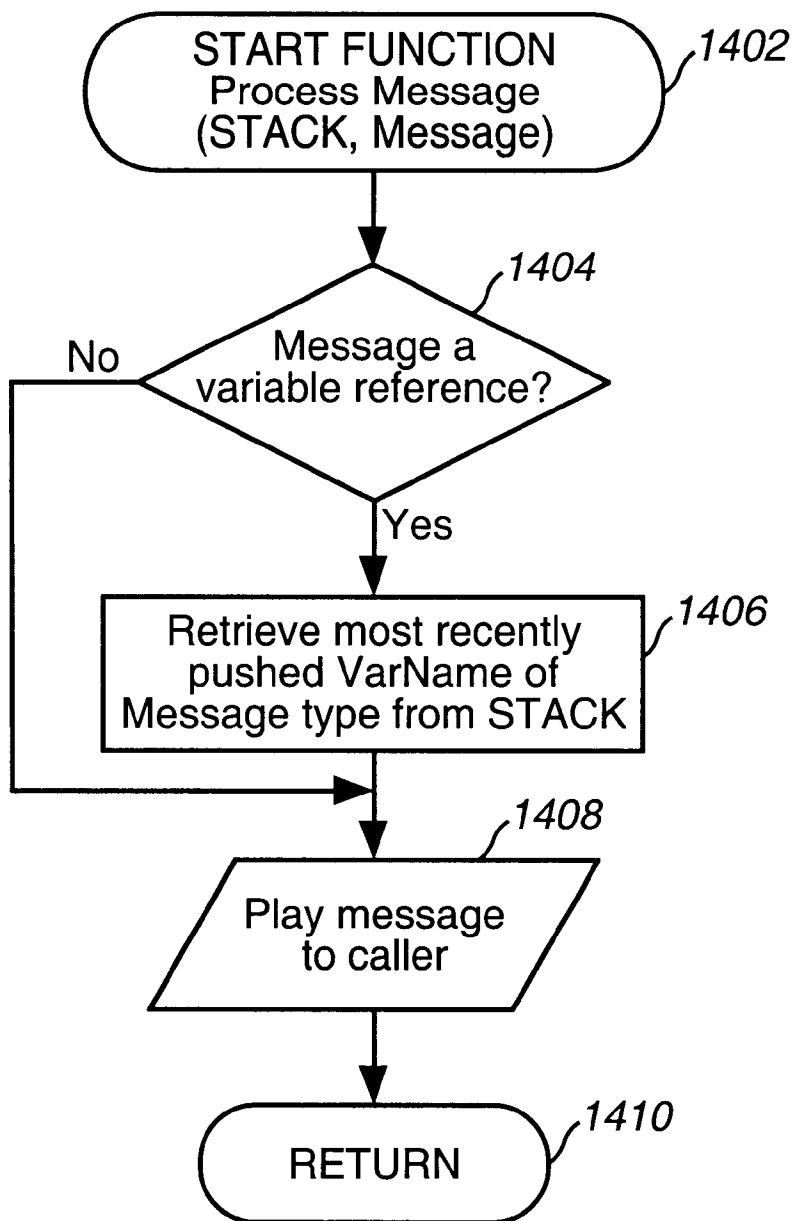 START FUNCTION
Process Message
(STACK, Message)
1402
1404
Message a
variable reference?
No
Yes
1406
Retrieve most recently
pushed VarName of
Message type from STACK
1408
Play message
to caller
1410
RETURN